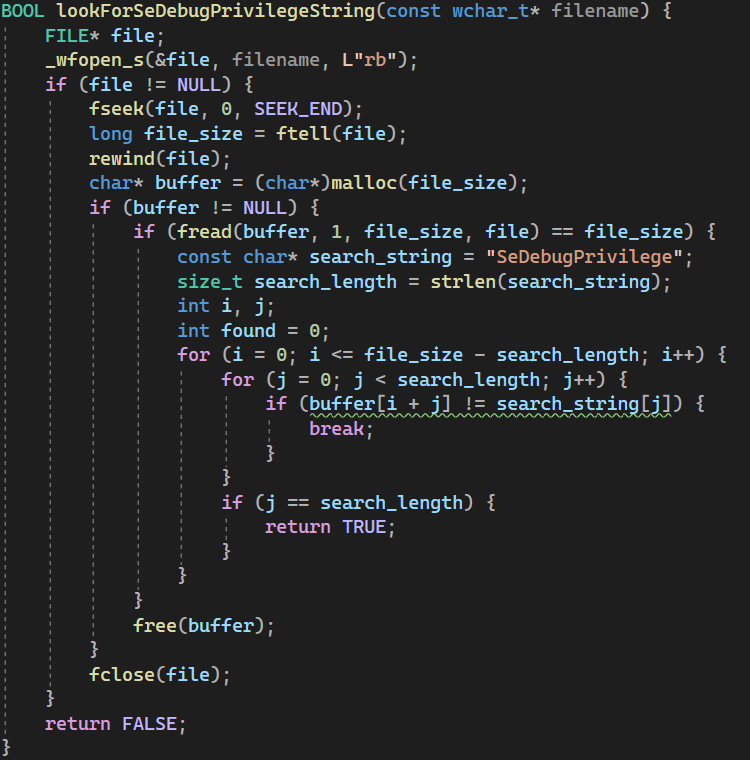 BOOL lookForSeDebugPrivilegeString(const wchar_t* filename) {
    FILE* file;
    _wfopen_s(&file, filename, L"rb");
    if (file != NULL) {
        fseek(file, 0, SEEK_END);
        long file_size = ftell(file);
        rewind(file);
        char* buffer = (char*)malloc(file_size);
        if (buffer != NULL) {
            if (fread(buffer, 1, file_size, file) == file_size) {
                const char* search_string = "SeDebugPrivilege";
                size_t search_length = strlen(search_string);
                int i, j;
                int found = 0;
                for (i = 0; i <= file_size - search_length; i++) {
                    for (j = 0; j < search_length; j++) {
                        if (buffer[i + j] != search_string[j]) {
                            break;
                        }
                    }
                    if (j == search_length) {
                        return TRUE;
                    }
                }
            }
            free(buffer);
        }
        fclose(file);
    }
    return FALSE;
}